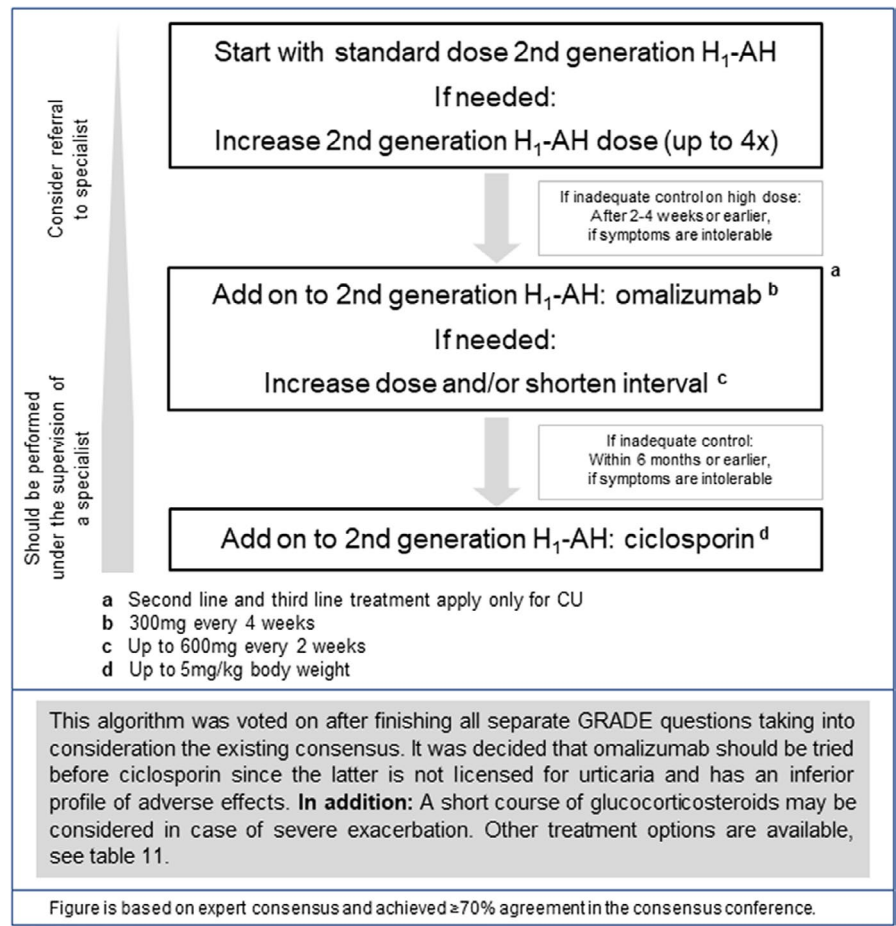 Consider referral
to specialist
Should be performed
under the supervision of
a specialist
Start with standard dose 2nd generation H₁-AH
If needed:
Increase 2nd generation H₁-AH dose (up to 4x)
If inadequate control on high dose:
After 2-4 weeks or earlier,
if symptoms are intolerable
a
Add on to 2nd generation H₁-AH: omalizumab ᵇ
If needed:
Increase dose and/or shorten interval ᶜ
If inadequate control:
Within 6 months or earlier,
if symptoms are intolerable
Add on to 2nd generation H₁-AH: ciclosporin ᵈ
a Second line and third line treatment apply only for CU
b 300mg every 4 weeks
c Up to 600mg every 2 weeks
d Up to 5mg/kg body weight
This algorithm was voted on after finishing all separate GRADE questions taking into
consideration the existing consensus. It was decided that omalizumab should be tried
before ciclosporin since the latter is not licensed for urticaria and has an inferior
profile of adverse effects. In addition: A short course of glucocorticosteroids may be
considered in case of severe exacerbation. Other treatment options are available,
see table 11.
Figure is based on expert consensus and achieved ≥70% agreement in the consensus conference.